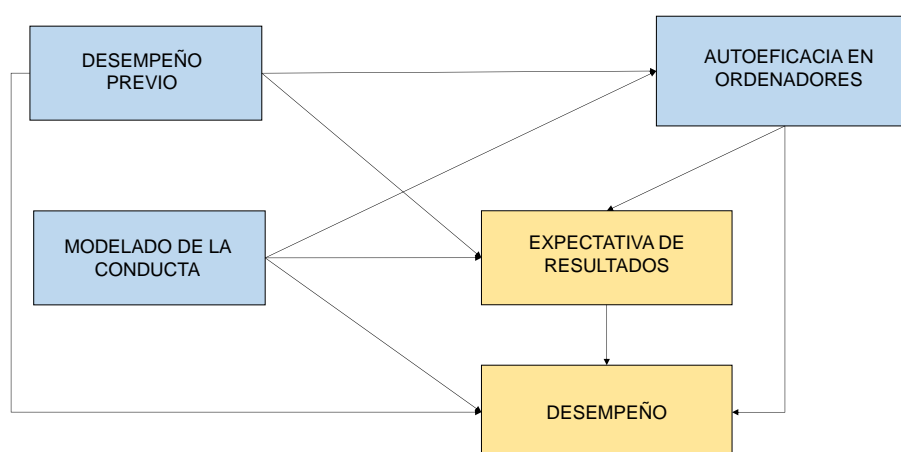 DESEMPEÑO
PREVIO
AUTOEFICACIA EN
ORDENADORES
MODELADO DE LA
CONDUCTA
EXPECTATIVA DE
RESULTADOS
DESEMPEÑO